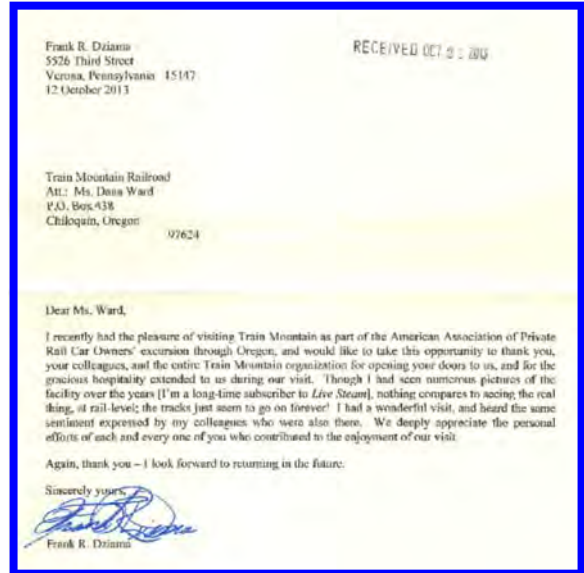 Frank R. Dziama
5526 Third Street
Verona, Pennsylvania 15147
12 October 2013
RECEIVED OCT 2013
Train Mountain Railroad
Att.: Ms. Dana Ward
P.O. Box 438
Chiloquin, Oregon
97624
Dear Ms. Ward,
I recently had the pleasure of visiting Train Mountain as part of the American Association of Private
Rail Car Owners' excursion through Oregon, and would like to take this opportunity to thank you,
your colleagues, and the entire Train Mountain organization for opening your doors to us, and for the
gracious hospitality extended to us during our visit. Though I had seen numerous pictures of the
facility over the years [I'm a long-time subscriber to Live Steam], nothing compares to seeing the real
thing, at rail-level; the tracks just seem to go on forever! I had a wonderful visit, and heard the same
sentiment expressed by my colleagues who were also there. We deeply appreciate the personal
efforts of each and every one of you who contributed to the enjoyment of our visit.
Again, thank you – I look forward to returning in the future.
Sincerely yours,
Frank R Dziama
Frank R. Dziama